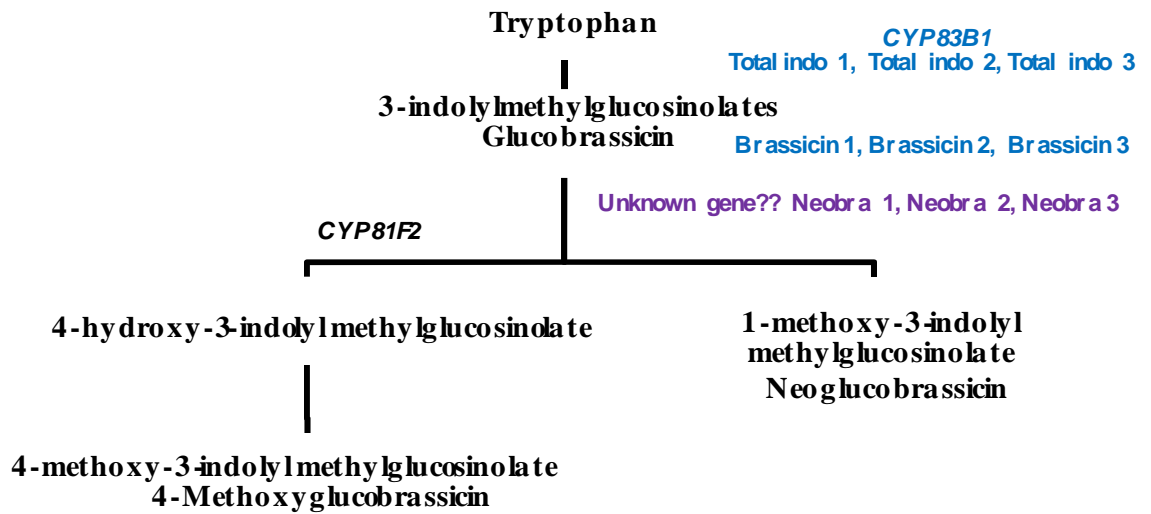 Tryptophan
CYP83B1
Total indo 1, Total indo 2, Total indo 3
3-indolylmethylglucosinolates
Glucobrassicin
Brassicin 1, Brassicin 2, Brassicin 3
Unknown gene?? Neobra 1, Neobra 2, Neobra 3
CYP81F2
4-hydroxy-3-indolylmethylglucosinolate
1-methoxy-3-indolyl
methylglucosinolate
Neoglucobrassicin
4-methoxy-3-indolylmethylglucosinolate
4-Methoxyglucobrassicin